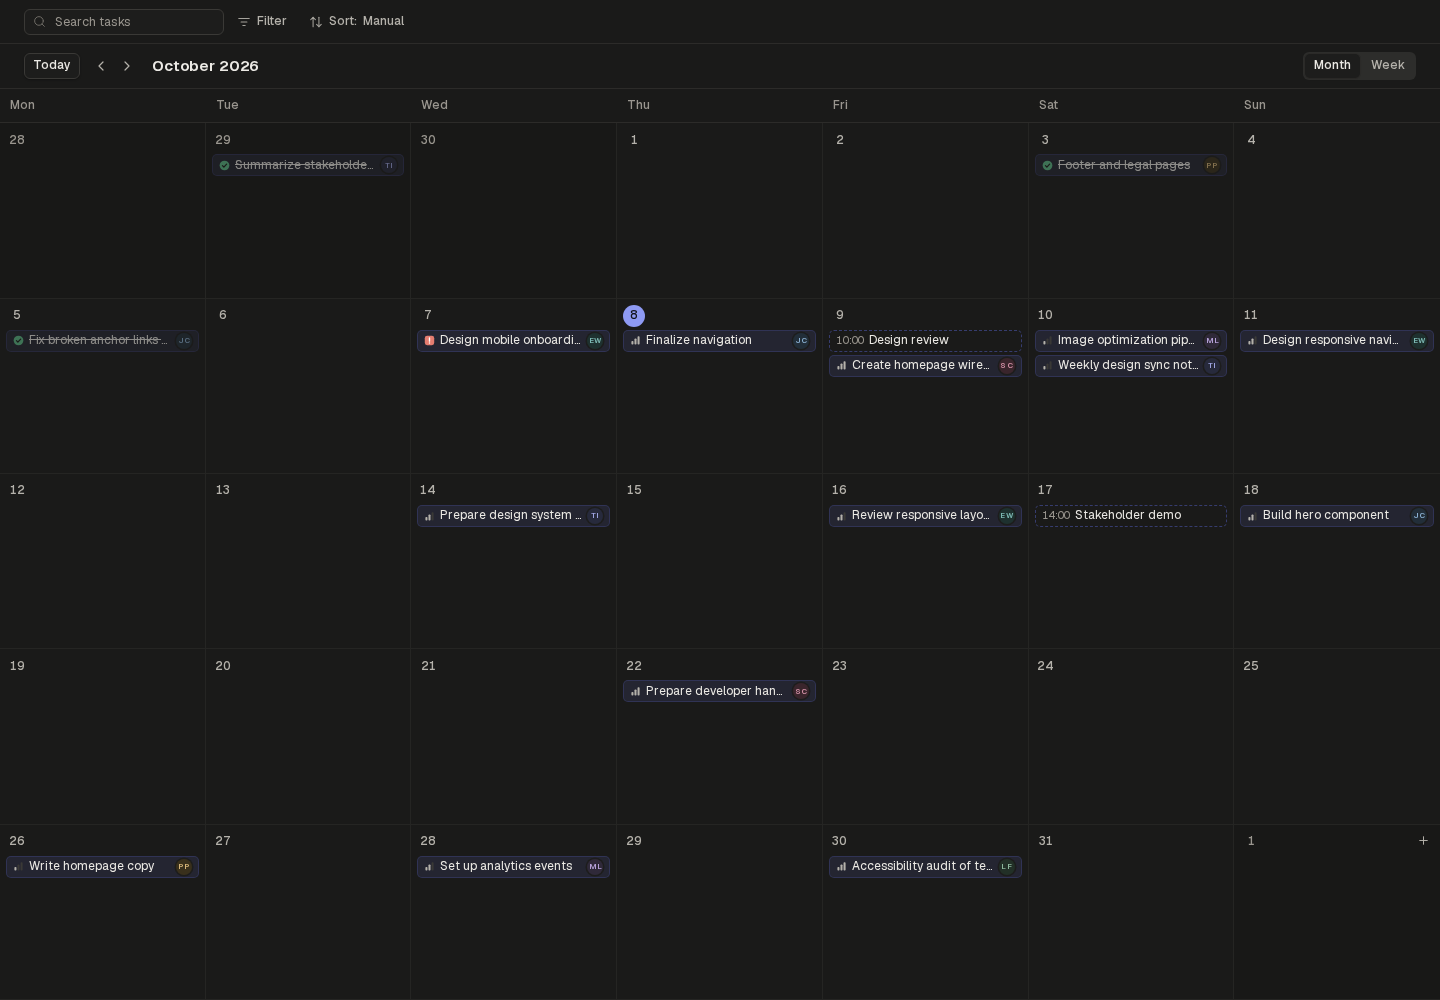 Search tasks
Filter
Sort: Manual
Today
October 2026
Month
Week
Mon Tue Wed Thu Fri Sat Sun
28 29 30 1 2 3 4
Summarize stakeholde... TI
Footer and legal pages PP
5 6 7 8 9 10 11
Fix broken anchor links... JC
Design mobile onboardi... EW
Finalize navigation JC
10:00 Design review
Create homepage wire... SC
Image optimization pip... ML
Weekly design sync not... TI
Design responsive navi... EW
12 13 14 15 16 17 18
Prepare design system ... TI
Review responsive layo... EW
14:00 Stakeholder demo
Build hero component JC
19 20 21 22 23 24 25
Prepare developer han... SC
26 27 28 29 30 31 1
Write homepage copy PP
Set up analytics events ML
Accessibility audit of te... LF